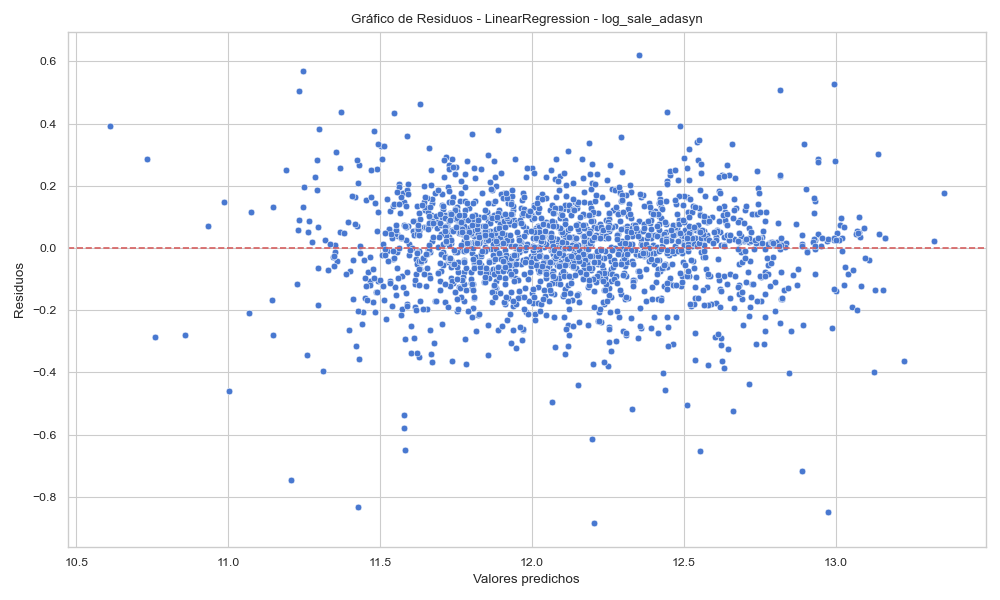 Gráfico de Residuos - LinearRegression - log_sale_adasyn
Residuos
0.6
0.4
0.2
0.0
−0.2
−0.4
−0.6
−0.8
10.5 11.0 11.5 12.0 12.5 13.0
Valores predichos